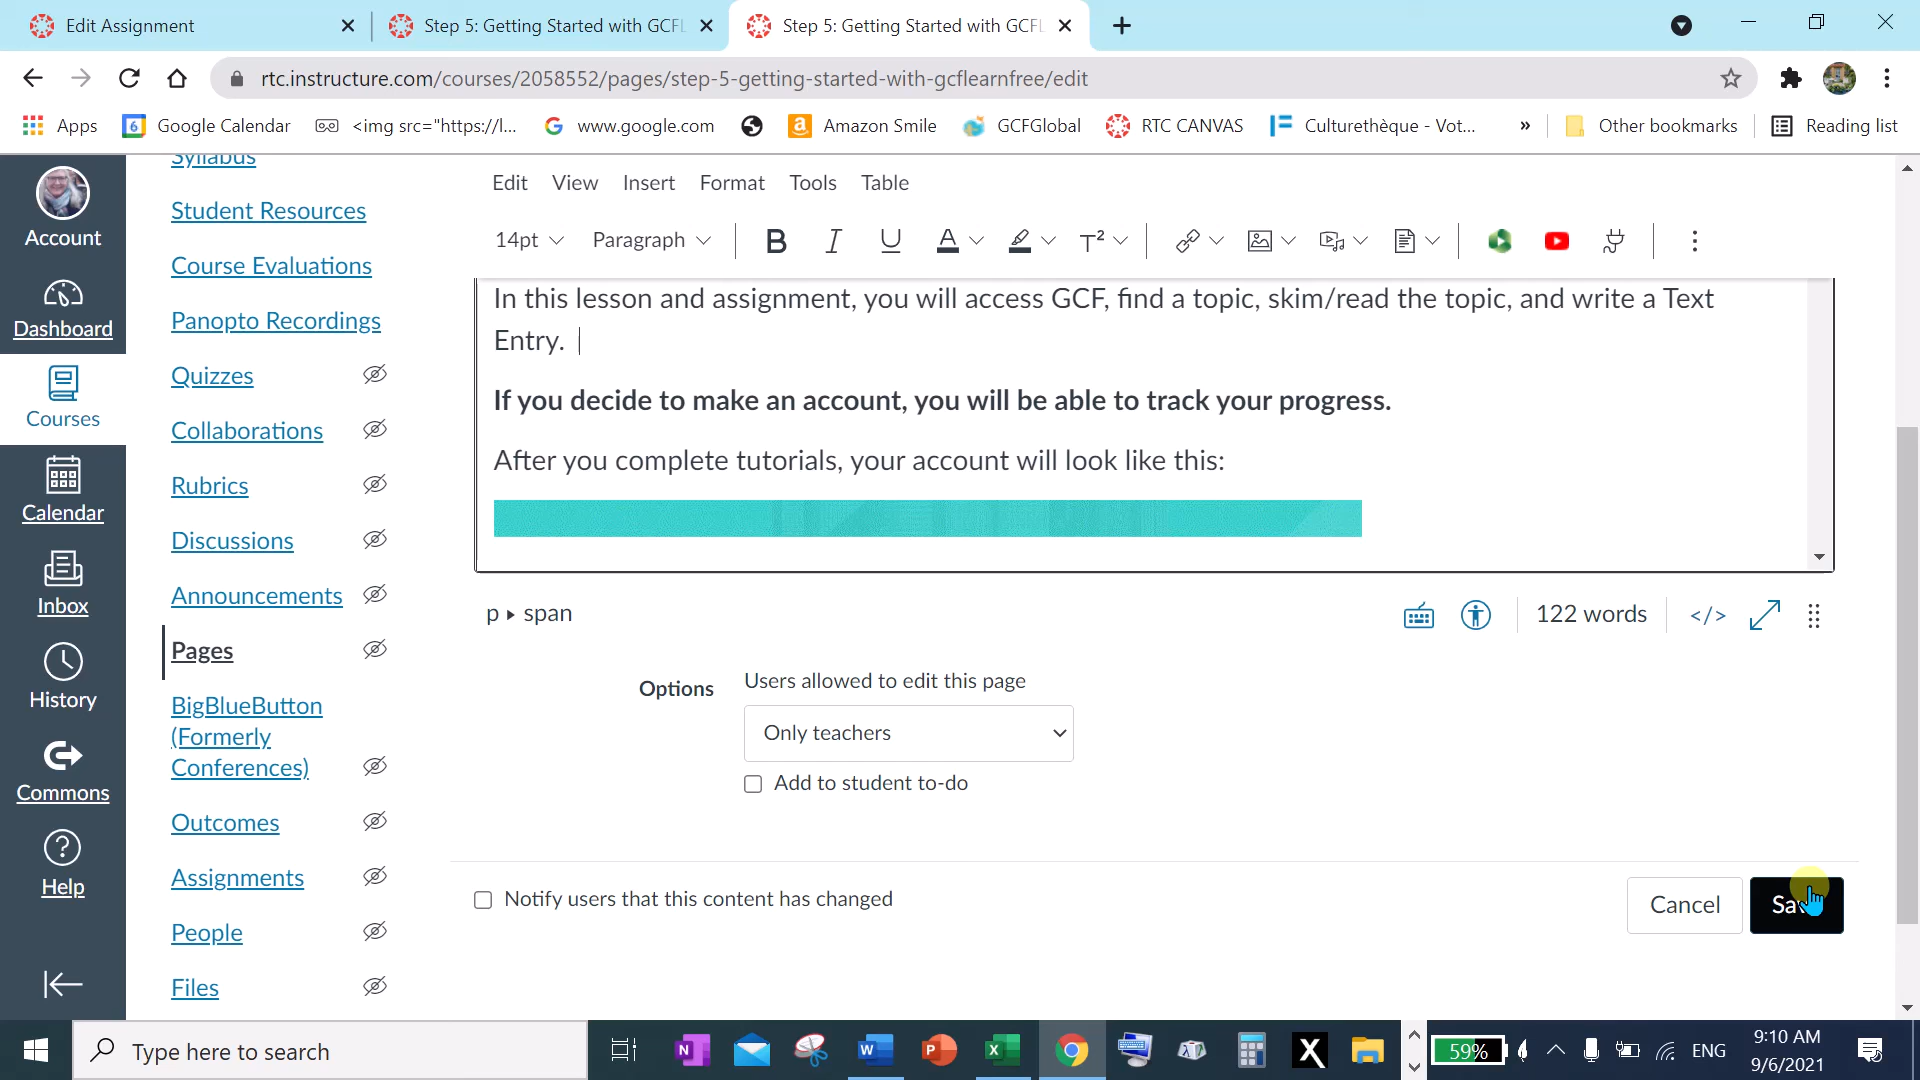 Edit Assignment
Step 5: Getting Started with GCFL
Step 5: Getting Started with GCFL
rtc.instructure.com/courses/2058552/pages/step-5-getting-started-with-gcflearnfree/edit
Apps
6
Google Calendar
<img src="https://l...
www.google.com
Amazon Smile
GCFGlobal
RTC CANVAS
Culturethèque - Vot...
»
Other bookmarks
Reading list
Account
Dashboard
Courses
Calendar
Inbox
History
Commons
Help
Syllabus
Student Resources
Course Evaluations
Panopto Recordings
Quizzes
Collaborations
Rubrics
Discussions
Announcements
Pages
BigBlueButton
(Formerly
Conferences)
Outcomes
Assignments
People
Files
Edit View Insert Format Tools Table
14pt Paragraph B I U A T²
In this lesson and assignment, you will access GCF, find a topic, skim/read the topic, and write a Text
Entry.
If you decide to make an account, you will be able to track your progress.
After you complete tutorials, your account will look like this:
p ▸ span
122 words
</>
Options
Users allowed to edit this page
Only teachers
Add to student to-do
Notify users that this content has changed
Cancel
Type here to search
59%
ENG
9:10 AM
9/6/2021